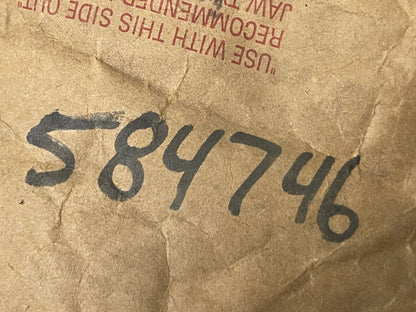 "USE WITH THIS SIDE OUT"
RECOMMENDED
JAW
584746